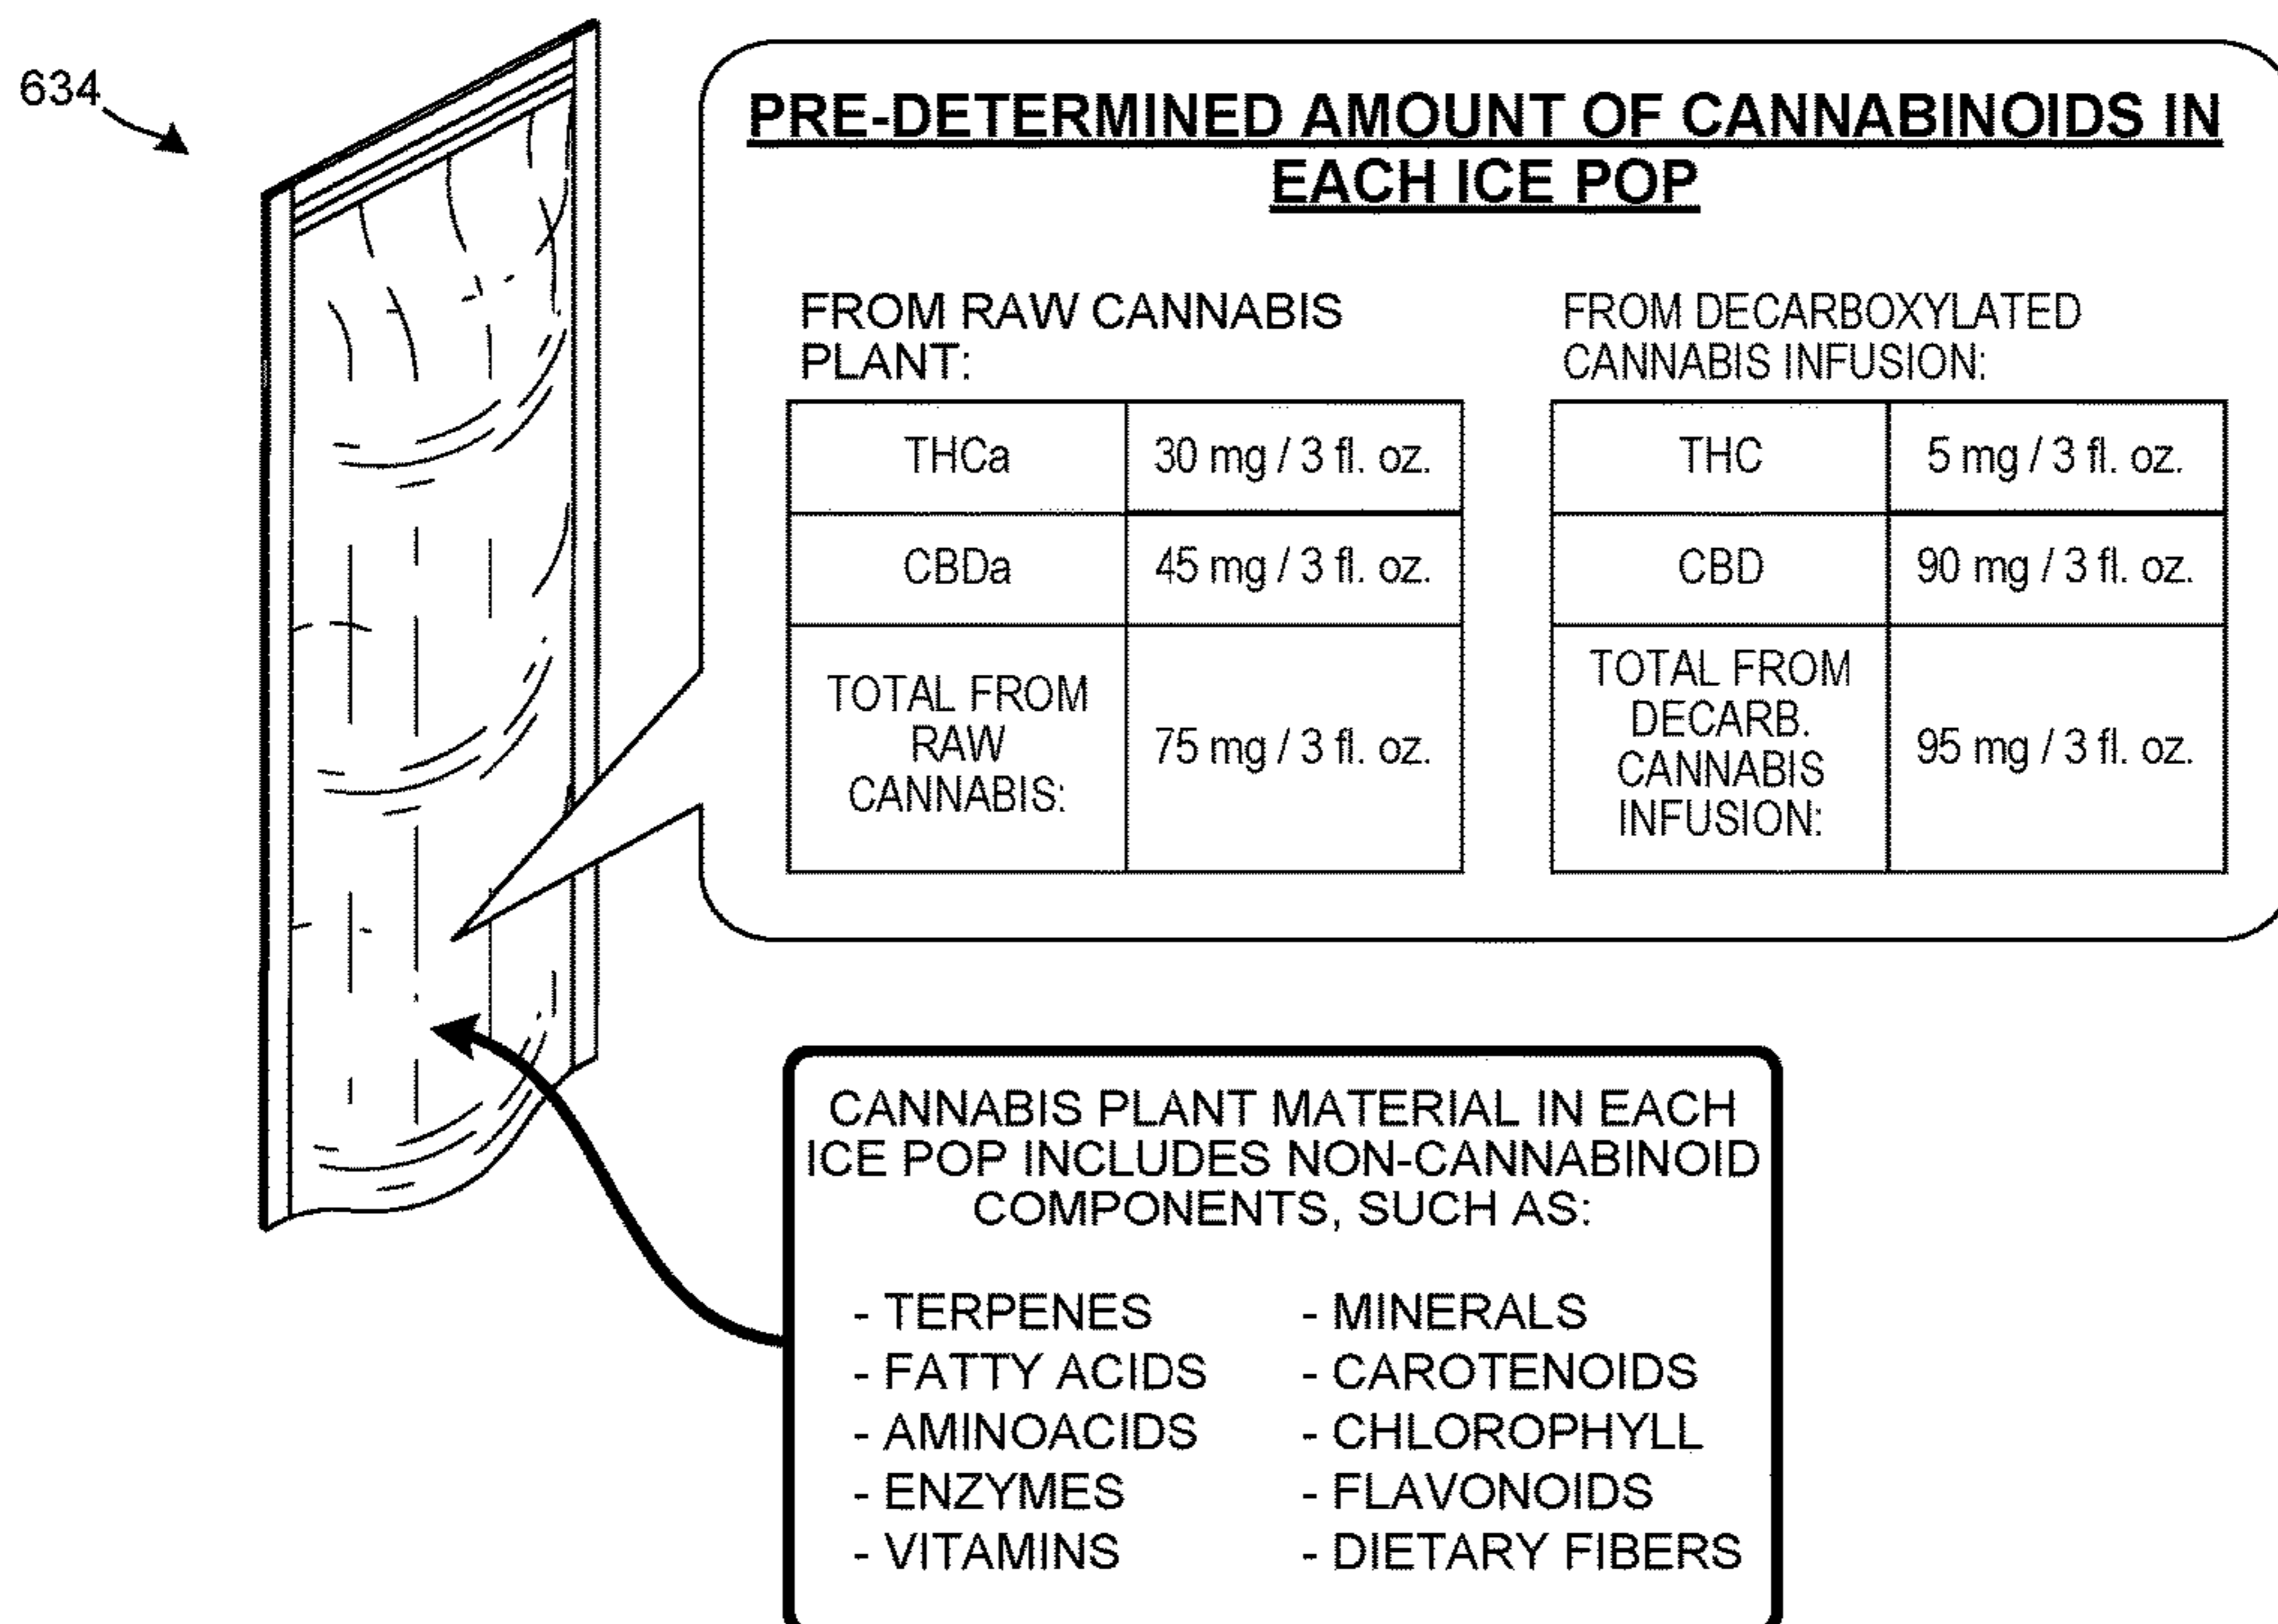 634
PRE-DETERMINED AMOUNT OF CANNABINOIDS IN
EACH ICE POP
FROM RAW CANNABIS
PLANT:
THCa
30 mg / 3 fl. oz.
CBDa
45 mg / 3 fl. oz.
TOTAL FROM
RAW
CANNABIS:
75 mg / 3 fl. oz.
FROM DECARBOXYLATED
CANNABIS INFUSION:
THC
5 mg / 3 fl. oz.
CBD
90 mg / 3 fl. oz.
TOTAL FROM
DECARB.
CANNABIS
INFUSION:
95 mg / 3 fl. oz.
CANNABIS PLANT MATERIAL IN EACH
ICE POP INCLUDES NON-CANNABINOID
COMPONENTS, SUCH AS:
- TERPENES
- FATTY ACIDS
- AMINOACIDS
- ENZYMES
- VITAMINS
- MINERALS
- CAROTENOIDS
- CHLOROPHYLL
- FLAVONOIDS
- DIETARY FIBERS